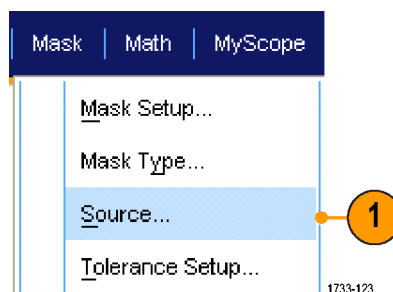 Mask Math MyScope
Mask Setup...
Mask Type...
Source...
1
Tolerance Setup...
1733-123